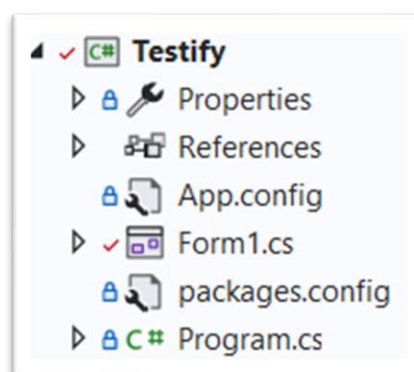 C# Testify
Properties
References
App.config
Form1.cs
packages.config
C# Program.cs